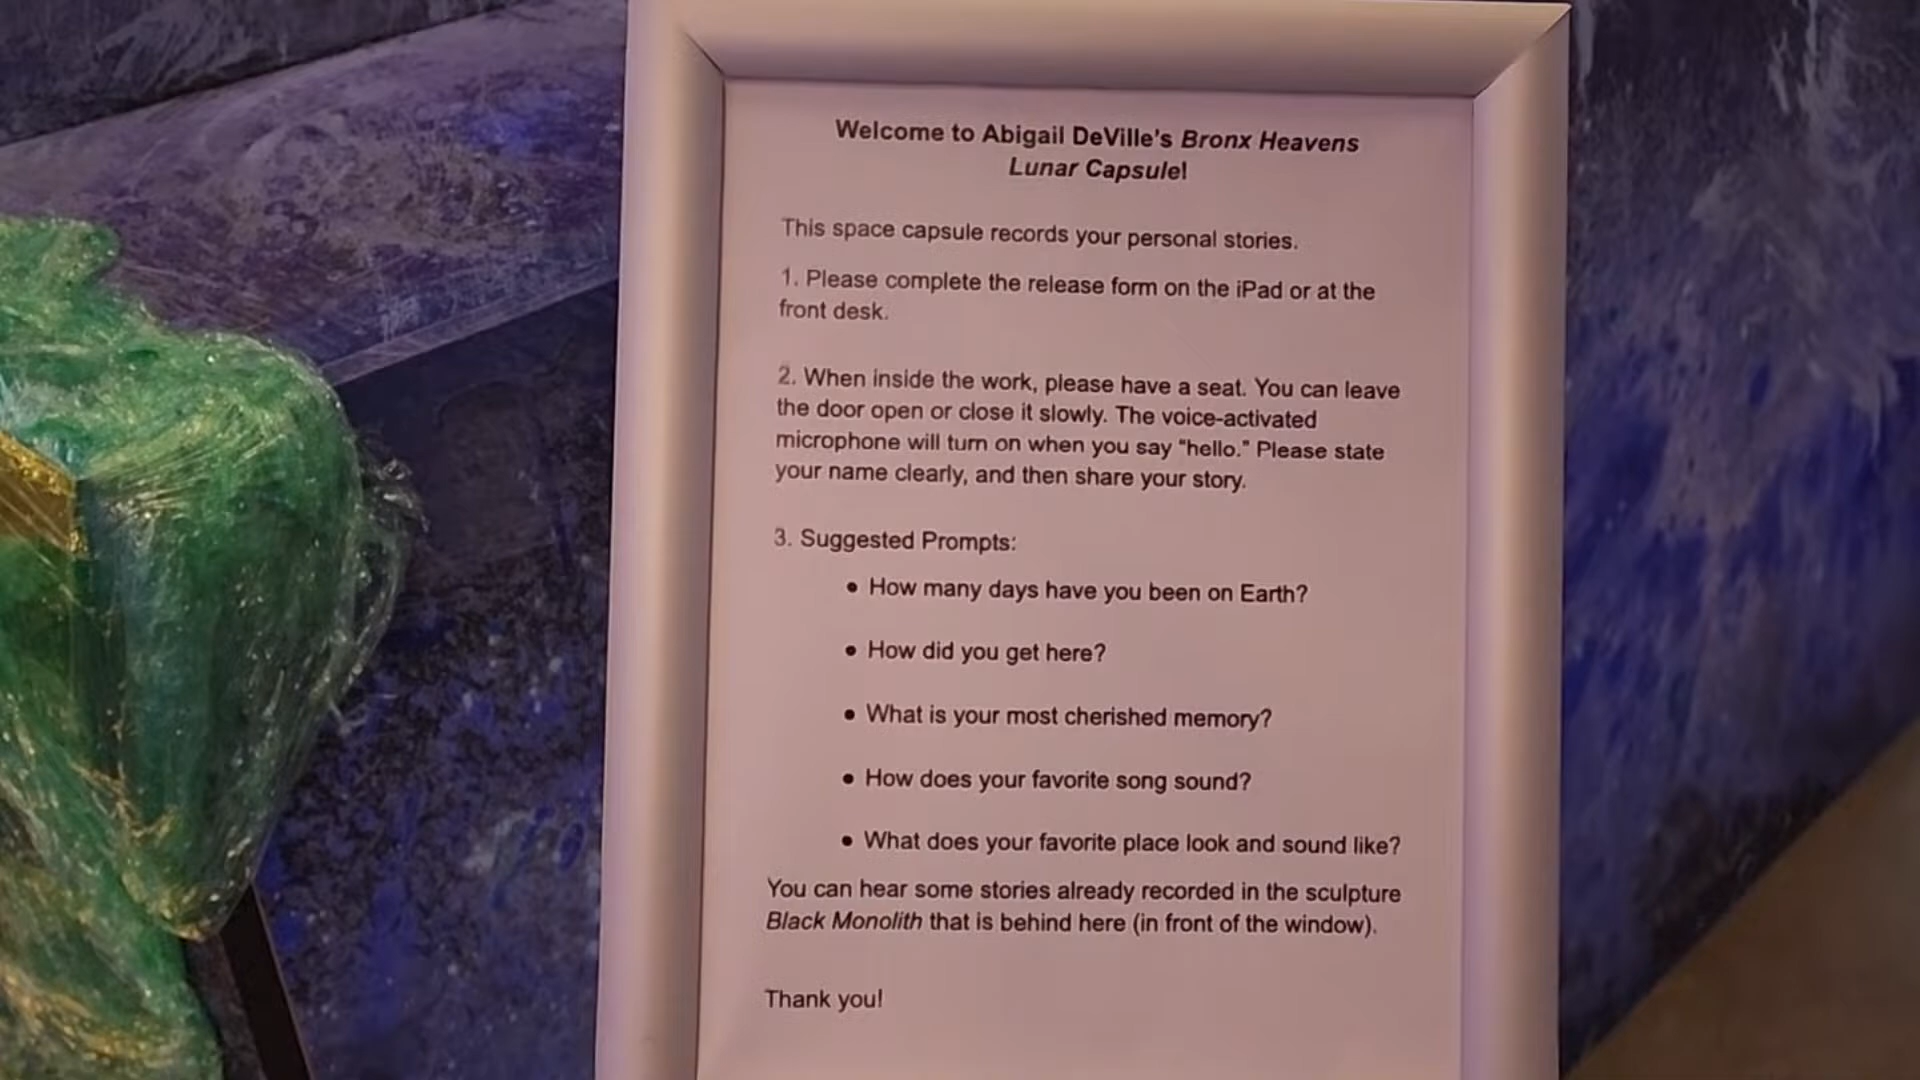 Welcome to Abigail DeVille's Bronx Heavens
Lunar Capsule!
This space capsule records your personal stories.
1. Please complete the release form on the iPad or at the
front desk.
2. When inside the work, please have a seat. You can leave
the door open or close it slowly. The voice-activated
microphone will turn on when you say “hello.” Please state
your name clearly, and then share your story.
3. Suggested Prompts:
• How many days have you been on Earth?
• How did you get here?
• What is your most cherished memory?
• How does your favorite song sound?
• What does your favorite place look and sound like?
You can hear some stories already recorded in the sculpture
Black Monolith that is behind here (in front of the window).
Thank you!